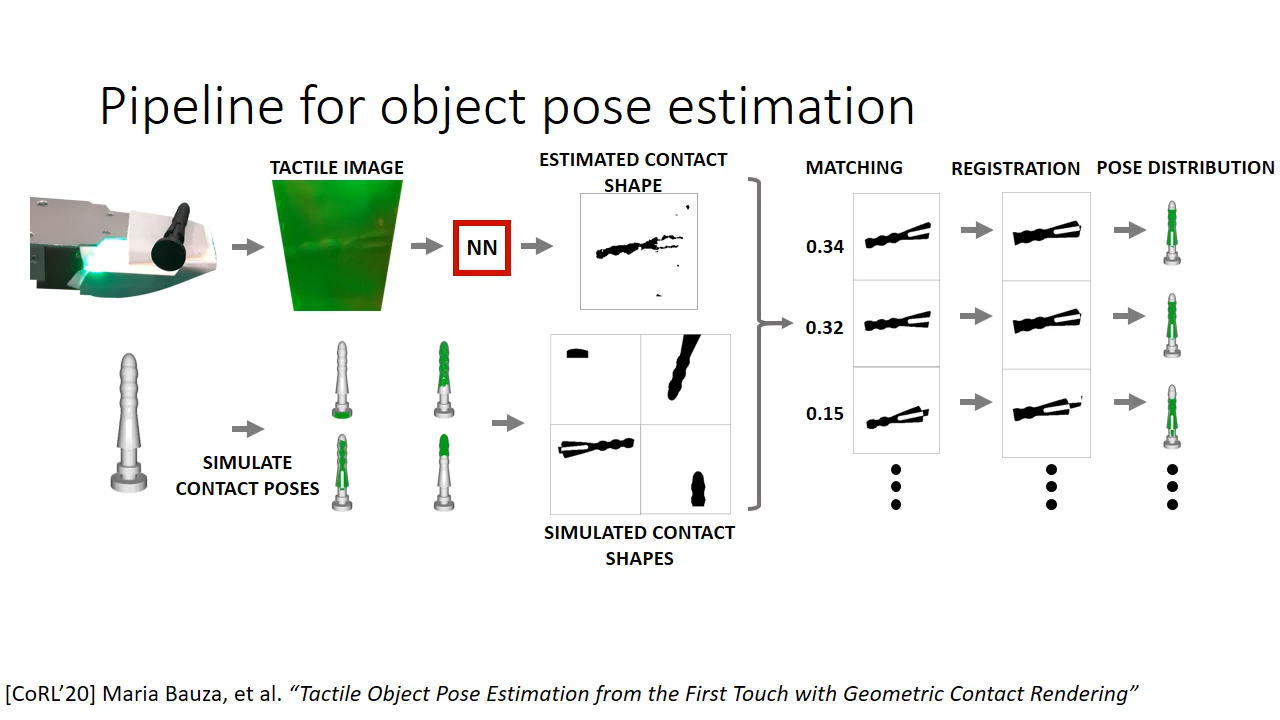 Pipeline for object pose estimation
TACTILE IMAGE
NN
ESTIMATED CONTACT
SHAPE
SIMULATE
CONTACT POSES
SIMULATED CONTACT
SHAPES
MATCHING
REGISTRATION
POSE DISTRIBUTION
0.34
0.32
0.15
[CoRL’20] Maria Bauza, et al. “Tactile Object Pose Estimation from the First Touch with Geometric Contact Rendering”